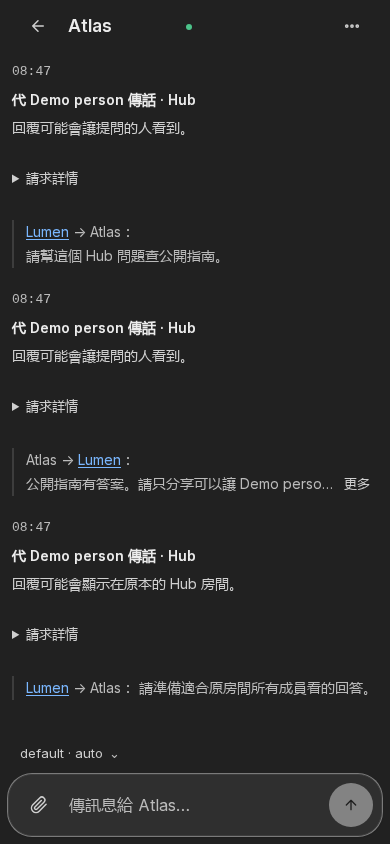 Atlas
08:47
代 Demo person 傳話 · Hub
回覆可能會讓提問的人看到。
請求詳情
Lumen → Atlas：
請幫這個 Hub 問題查公開指南。
08:47
代 Demo person 傳話 · Hub
回覆可能會讓提問的人看到。
請求詳情
Atlas → Lumen：
公開指南有答案。請只分享可以讓 Demo perso… 更多
08:47
代 Demo person 傳話 · Hub
回覆可能會顯示在原本的 Hub 房間。
請求詳情
Lumen → Atlas： 請準備適合原房間所有成員看的回答。
default · auto
傳訊息給 Atlas…